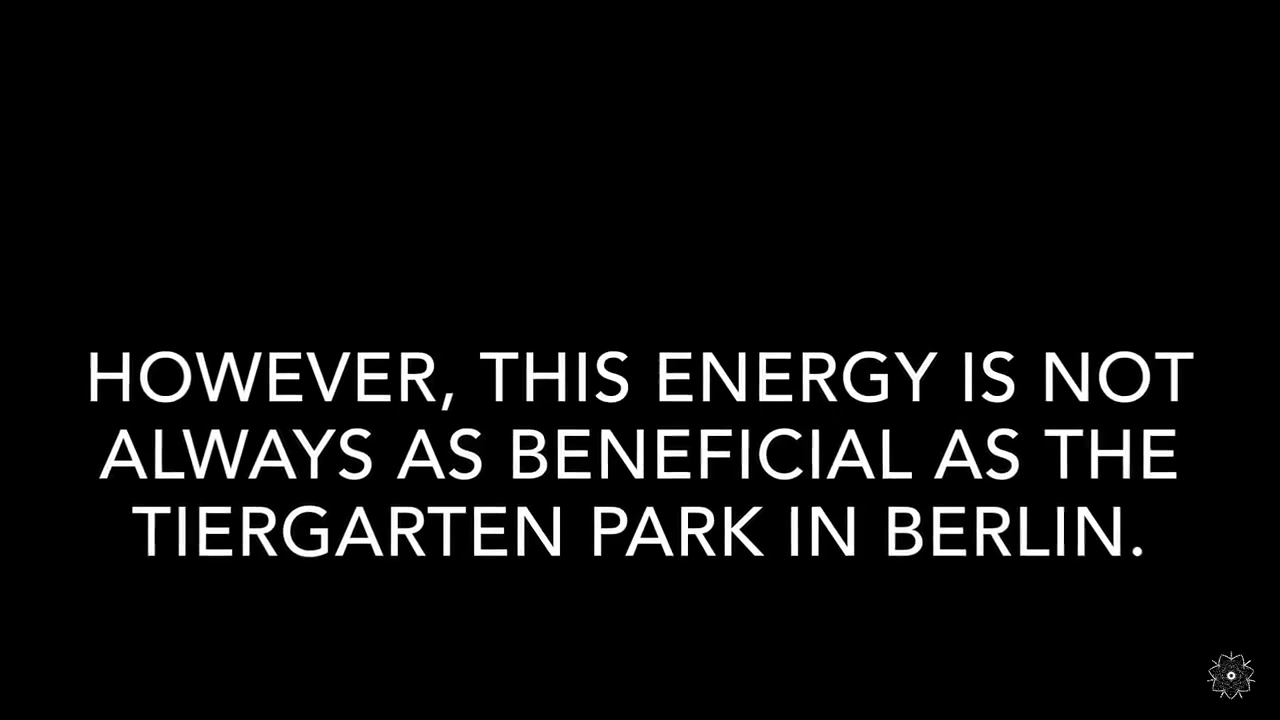 HOWEVER, THIS ENERGY IS NOT
ALWAYS AS BENEFICIAL AS THE
TIERGARTEN PARK IN BERLIN.